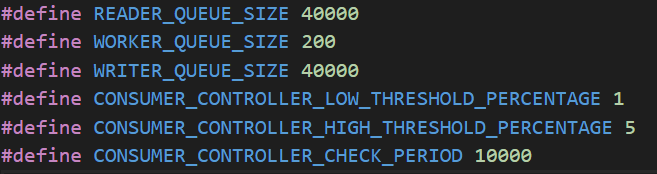 #define READER_QUEUE_SIZE 40000
#define WORKER_QUEUE_SIZE 200
#define WRITER_QUEUE_SIZE 40000
#define CONSUMER_CONTROLLER_LOW_THRESHOLD_PERCENTAGE 1
#define CONSUMER_CONTROLLER_HIGH_THRESHOLD_PERCENTAGE 5
#define CONSUMER_CONTROLLER_CHECK_PERIOD 10000